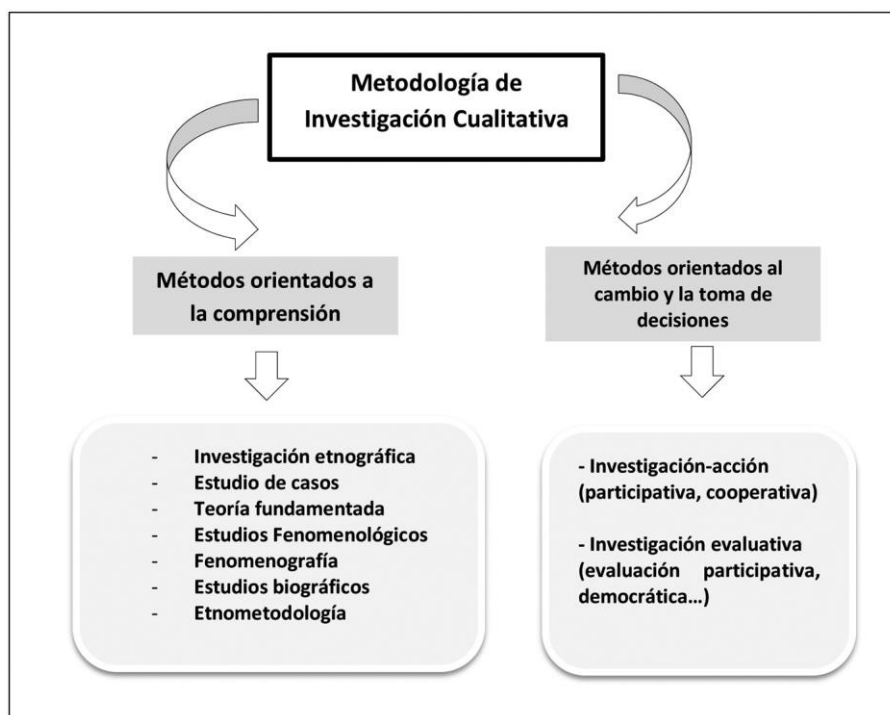 Metodología de
Investigación Cualitativa
Métodos orientados a
la comprensión
Métodos orientados al
cambio y la toma de
decisiones
- Investigación etnográfica
- Estudio de casos
- Teoría fundamentada
- Estudios Fenomenológicos
- Fenomenografía
- Estudios biográficos
- Etnometodología
- Investigación-acción
(participativa, cooperativa)
- Investigación evaluativa
(evaluación participativa,
democrática...)